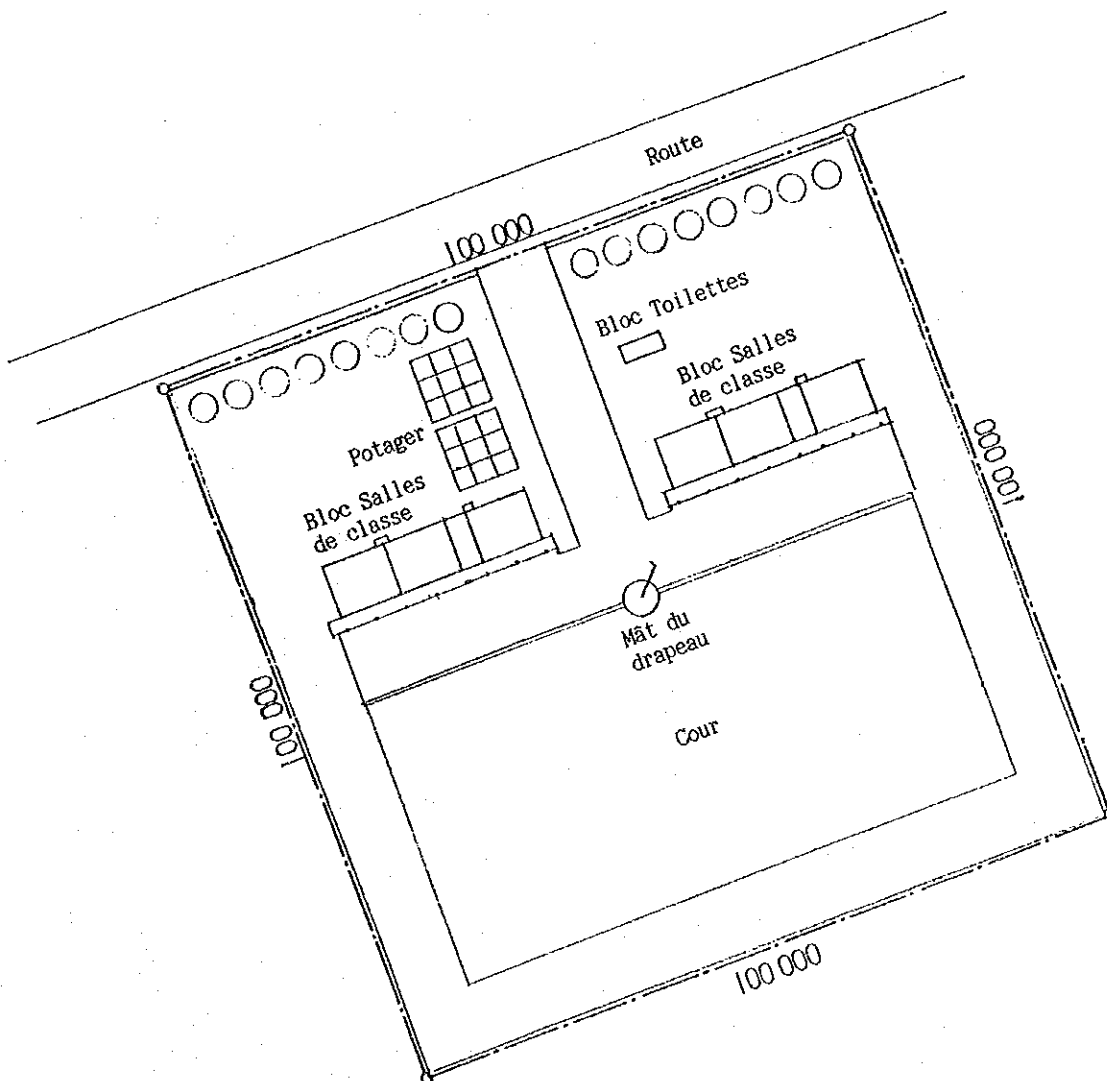 Route
100 000
Bloc Toilettes
Bloc Salles
de classe
Potager
Bloc Salles
de classe
100 000
Mât du
drapeau
100 000
Cour
100 000